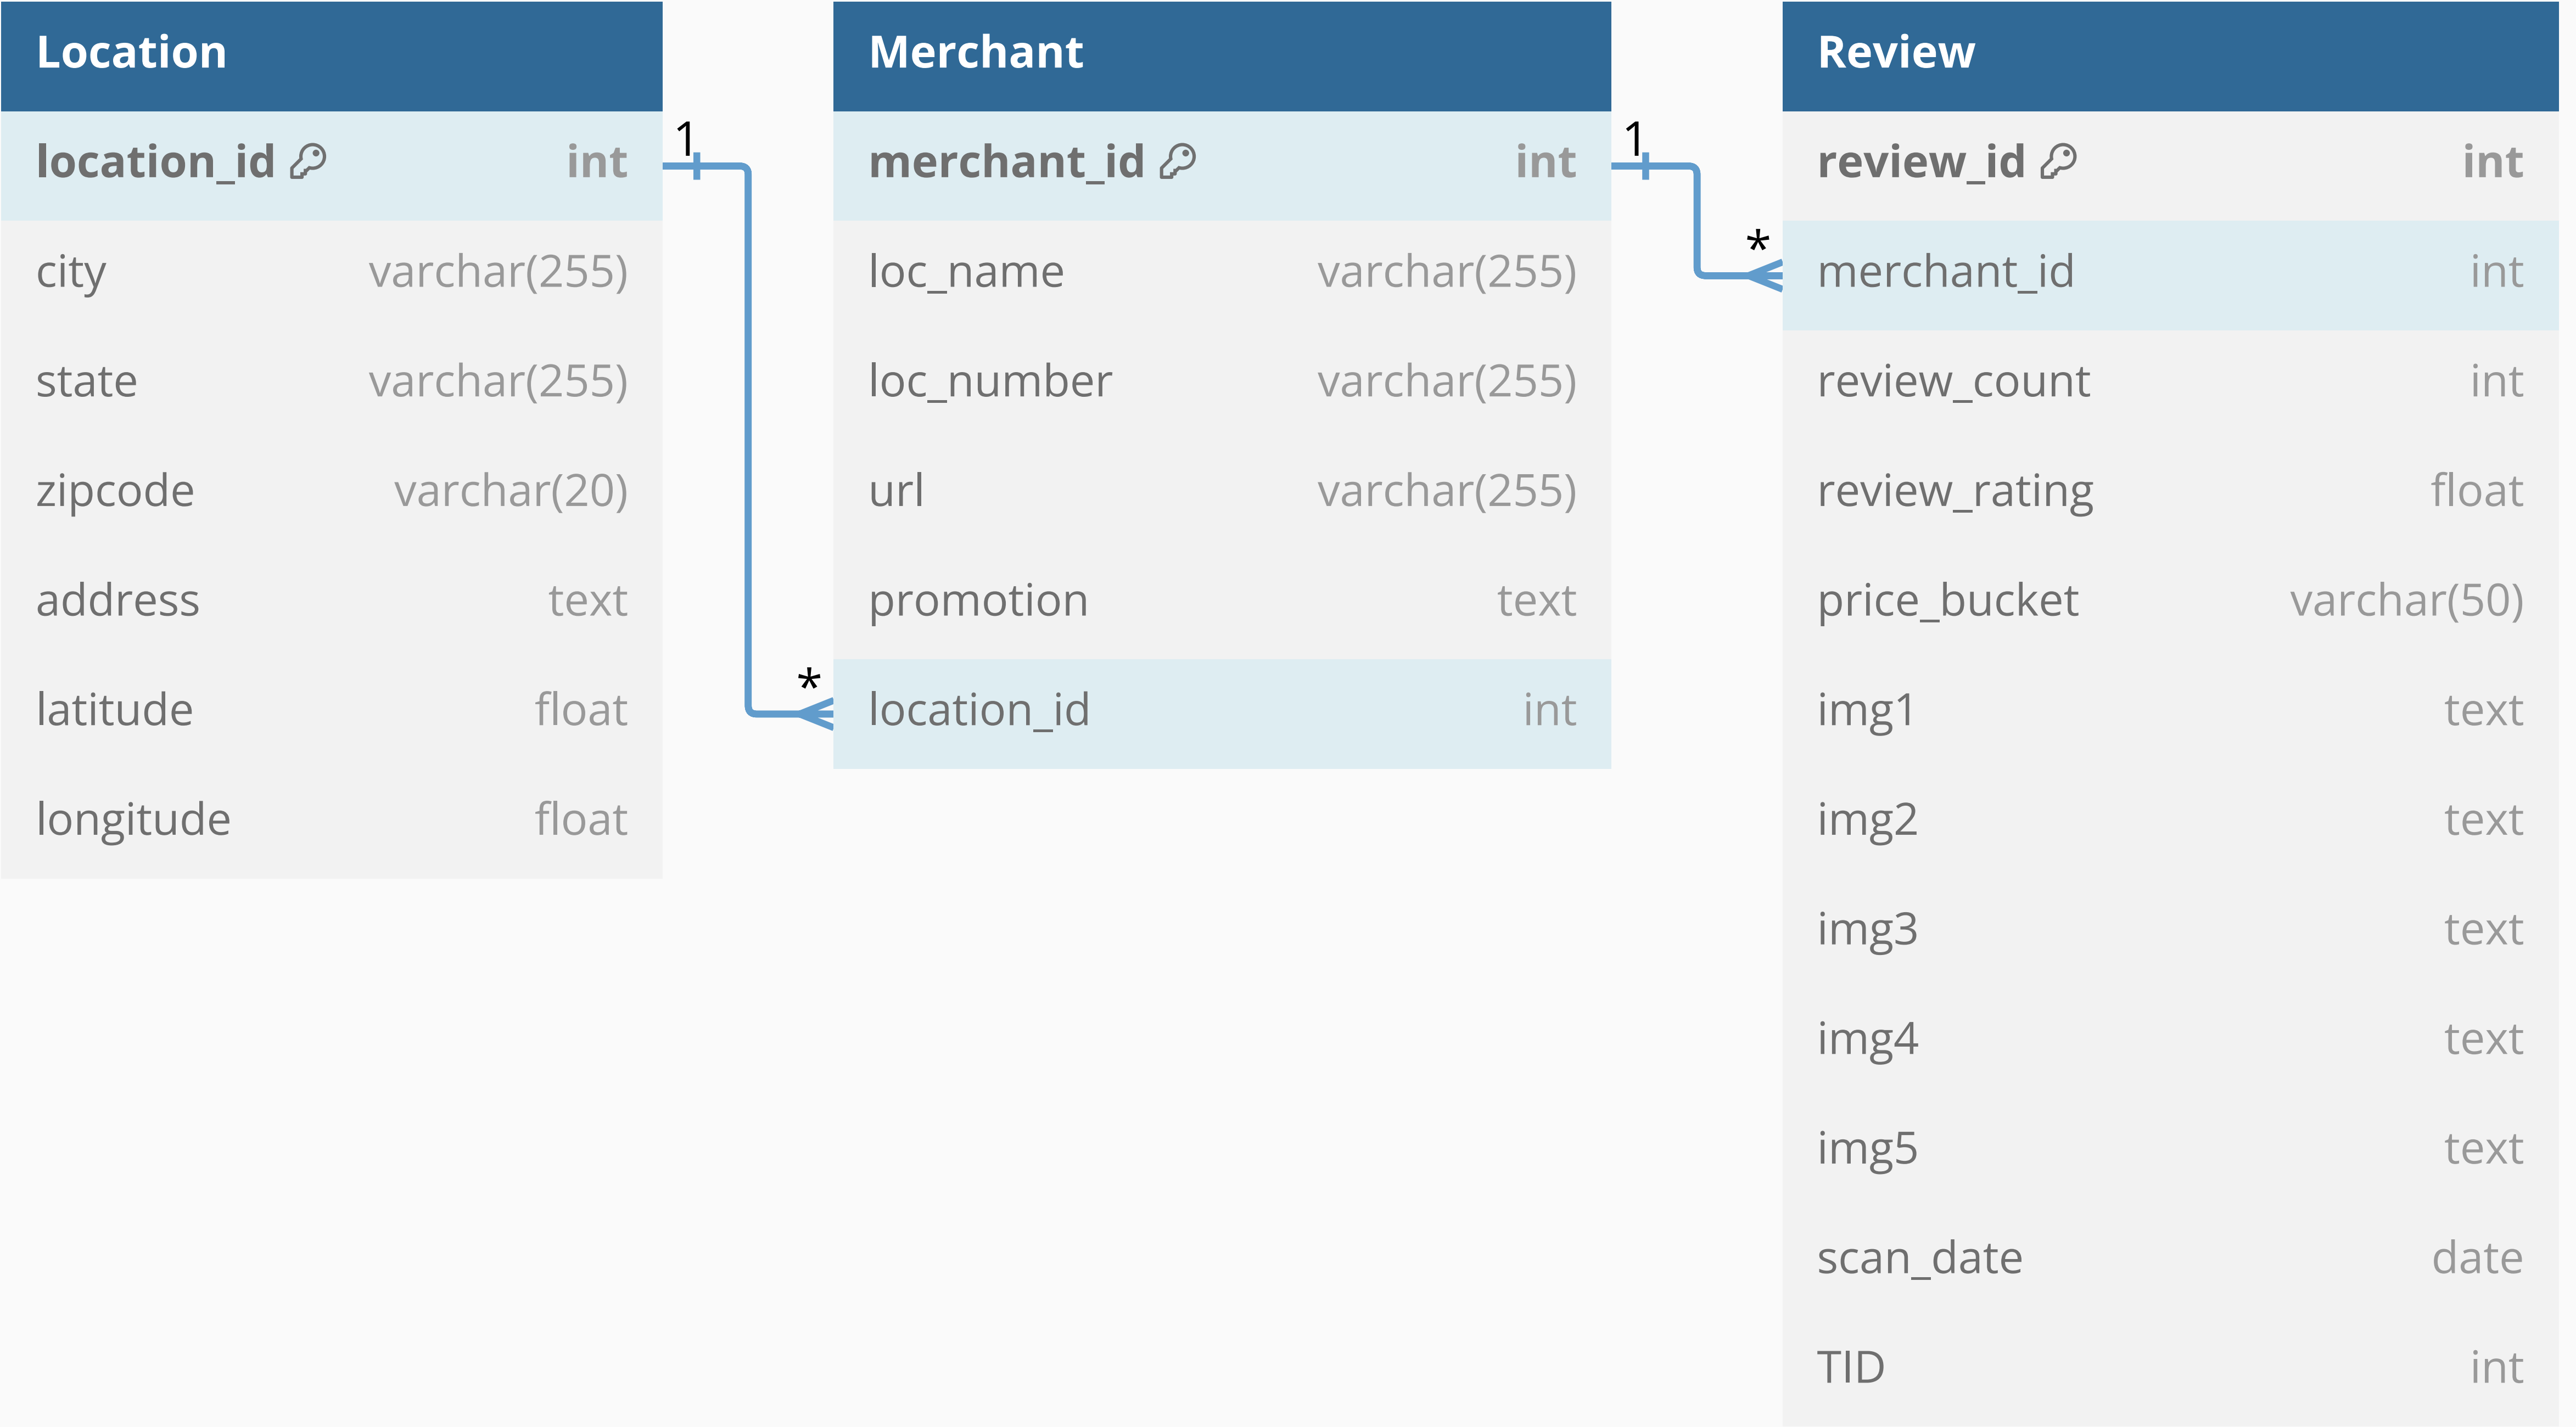 Location
location_id int
city varchar(255)
state varchar(255)
zipcode varchar(20)
address text
latitude float
longitude float
1
*
Merchant
merchant_id int
loc_name varchar(255)
loc_number varchar(255)
url varchar(255)
promotion text
location_id int
1
*
Review
review_id int
merchant_id int
review_count int
review_rating float
price_bucket varchar(50)
img1 text
img2 text
img3 text
img4 text
img5 text
scan_date date
TID int